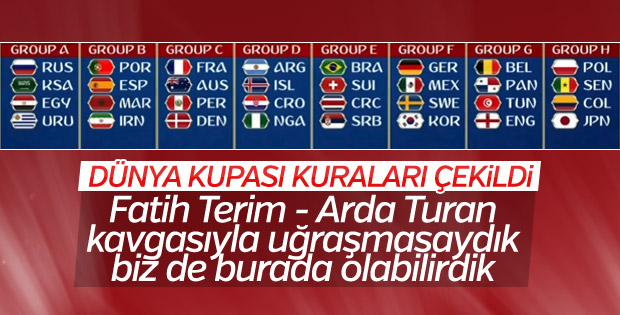 GROUP A GROUP B GROUP C GROUP D GROUP E GROUP F GROUP G GROUP H
RUS POR FRA ARG BRA GER BEL POL
KSA ESP AUS ISL SUI MEX PAN SEN
EGY MAR PER CRO CRC SWE TUN COL
URU IRN DEN NGA SRB KOR ENG JPN
DÜNYA KUPASI KURALARI ÇEKİLDİ
Fatih Terim - Arda Turan
kavgasıyla uğraşmasaydık
biz de burada olabilirdik